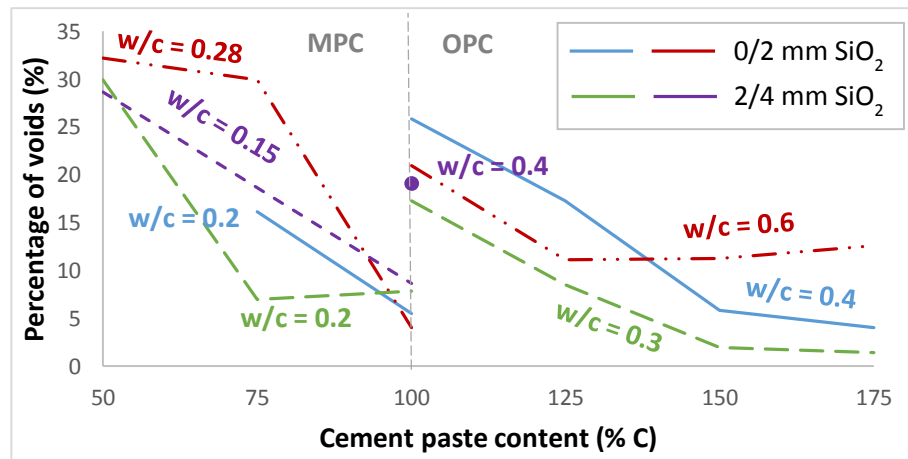 Percentage of voids (%)
35
30
25
20
15
10
5
0
MPC
OPC
0/2 mm SiO₂
2/4 mm SiO₂
w/c = 0.28
w/c = 0.15
w/c = 0.2
w/c = 0.2
w/c = 0.4
w/c = 0.6
w/c = 0.4
w/c = 0.3
50
75
100
125
150
175
Cement paste content (% C)